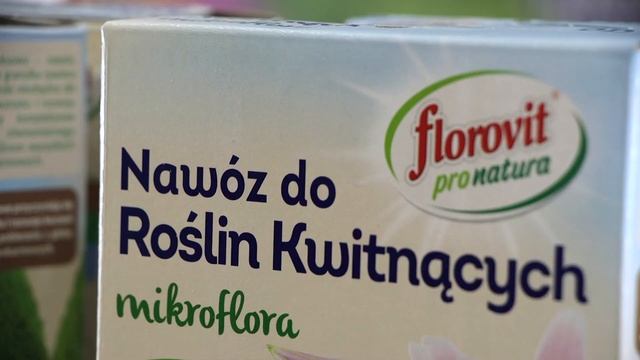 florovit
pro natura
Nawóz do
Roślin Kwitnących
mikroflora